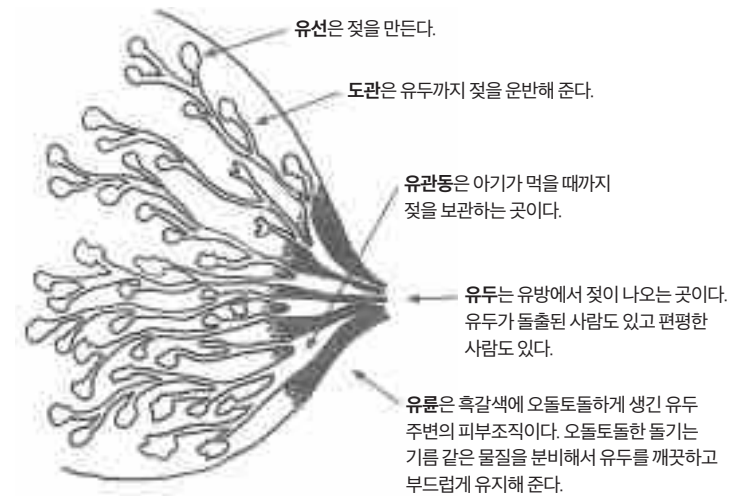 유선은 젖을 만든다.
도관은 유두까지 젖을 운반해 준다.
유관동은 아기가 먹을 때까지
젖을 보관하는 곳이다.
유두는 유방에서 젖이 나오는 곳이다.
유두가 돌출된 사람도 있고 편평한
사람도 있다.
유륜은 흑갈색에 오돌토돌하게 생긴 유두
주변의 피부조직이다. 오돌토돌한 돌기는
기름 같은 물질을 분비해서 유두를 깨끗하고
부드럽게 유지해 준다.